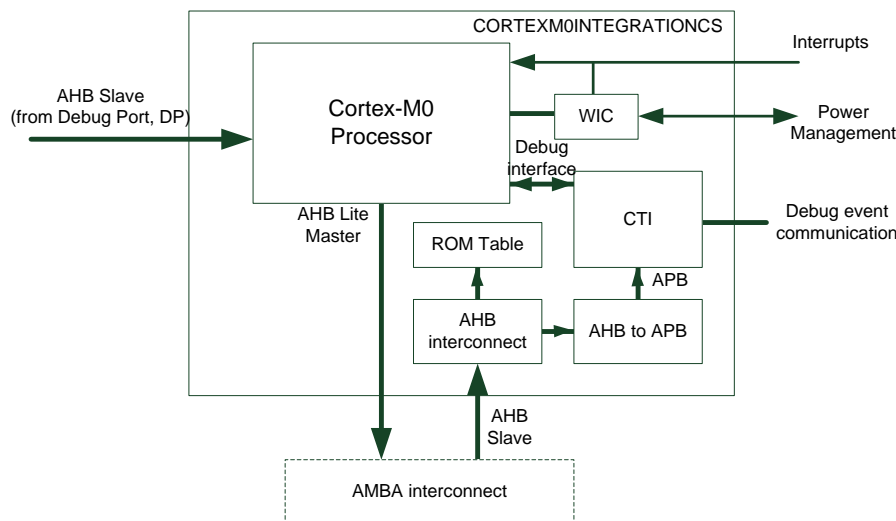 CORTEXM0INTEGRATIONCS
Interrupts
AHB Slave
(from Debug Port, DP)
Cortex-M0
Processor
WIC
Power
Management
Debug
interface
AHB Lite
Master
CTI
Debug event
communication
ROM Table
APB
AHB
interconnect
AHB to APB
AHB
Slave
AMBA interconnect